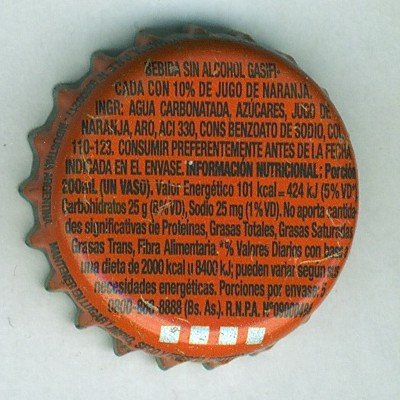 BEBIDA SIN ALCOHOL GASIFI-
CADA CON 10% DE JUGO DE NARANJA.
INGR: AGUA CARBONATADA, AZÚCARES, JUGO DE
NARANJA, ARO, ACI 330, CONS BENZOATO DE SODIO, COL
110-123. CONSUMIR PREFERENTEMENTE ANTES DE LA FECHA
INDICADA EN EL ENVASE. INFORMACIÓN NUTRICIONAL: Porción
200mL (UN VASO). Valor Energético 101 kcal = 424 kJ (5% VD*)
Carbohidratos 25 g (8%VD), Sodio 25 mg (1% VD). No aporta cantida
des significativas de Proteínas, Grasas Totales, Grasas Saturadas
Grasas Trans, Fibra Alimentaria. *% Valores Diarios con base a
una dieta de 2000 kcal u 8400 kJ; pueden variar según sus
necesidades energéticas. Porciones por envase: 5
8888 (Bs. As.). R.N.P.A. Nº
MANTENER